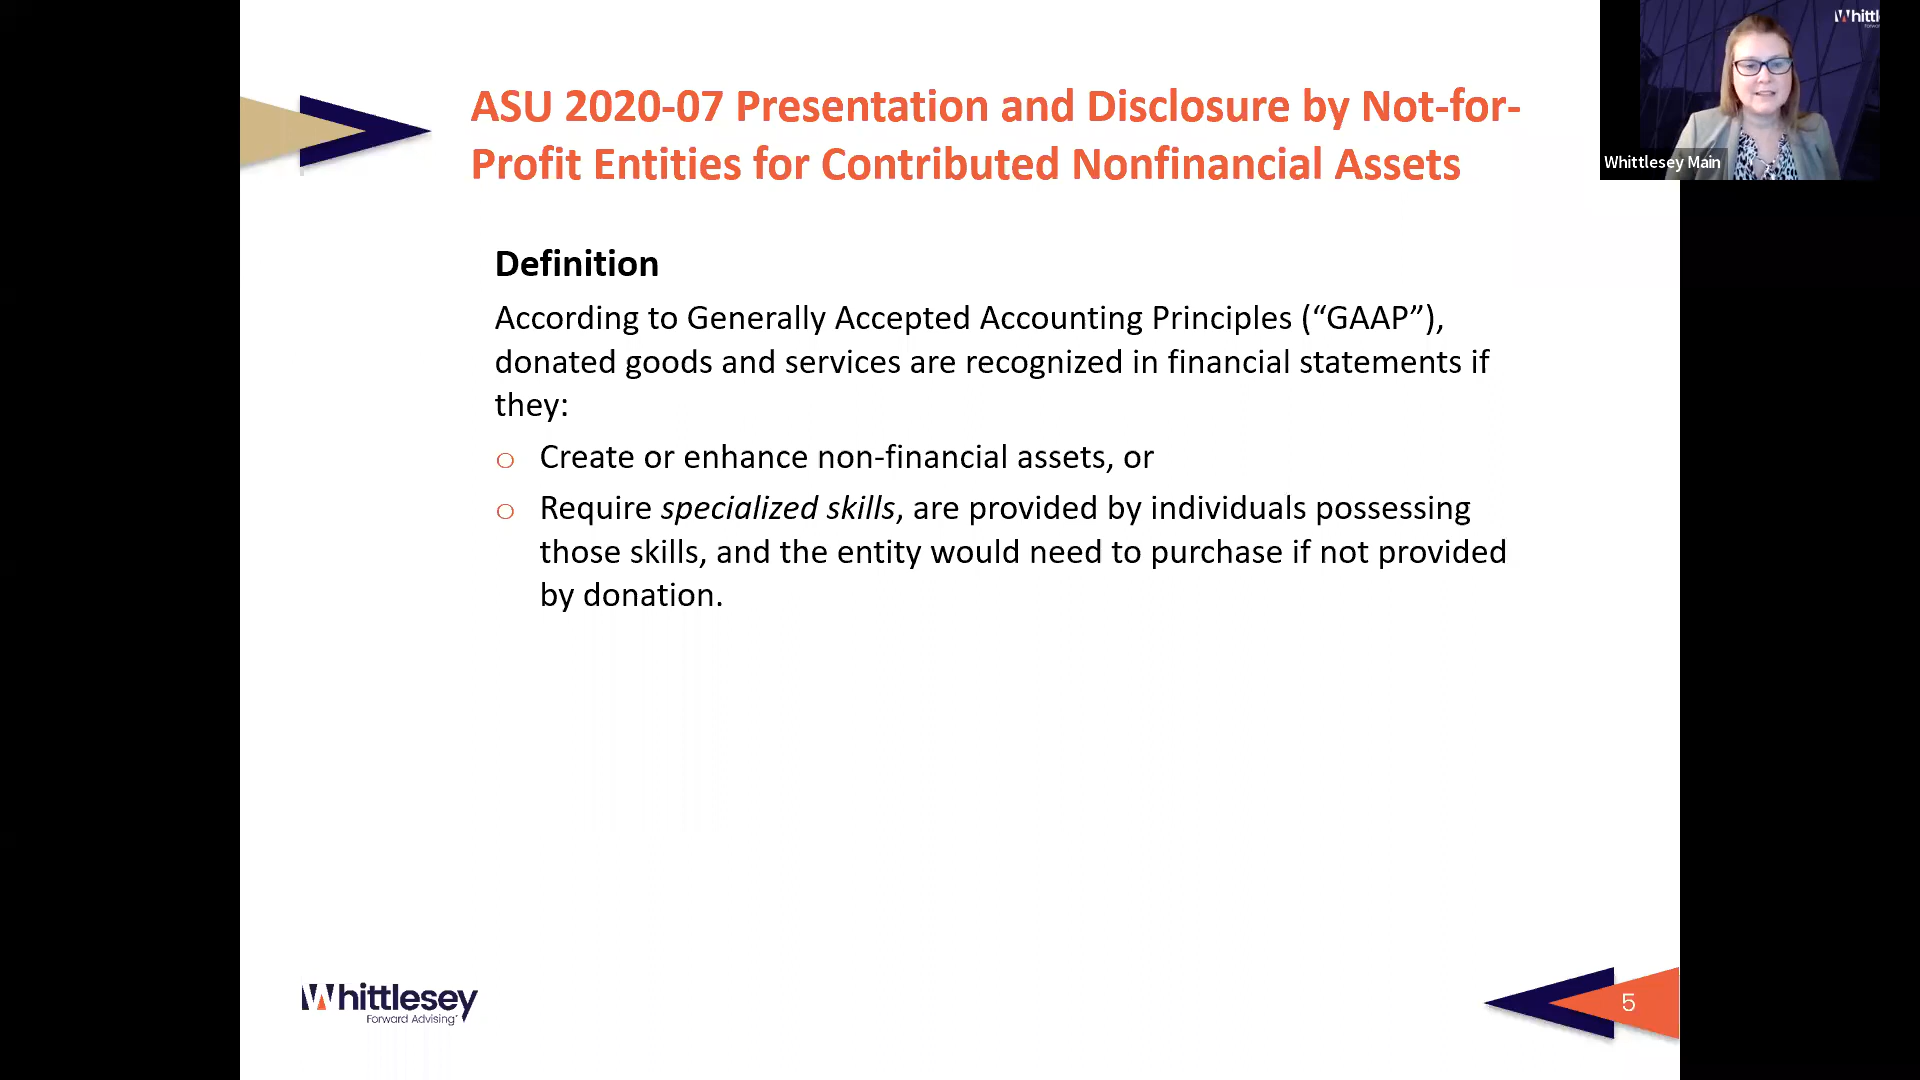 ASU 2020-07 Presentation and Disclosure by Not-for-
Profit Entities for Contributed Nonfinancial Assets
Whittl
Whittlesey Main
Definition
According to Generally Accepted Accounting Principles (“GAAP”),
donated goods and services are recognized in financial statements if
they:
o Create or enhance non-financial assets, or
o Require specialized skills, are provided by individuals possessing
those skills, and the entity would need to purchase if not provided
by donation.
Whittlesey
Forward Advising
5